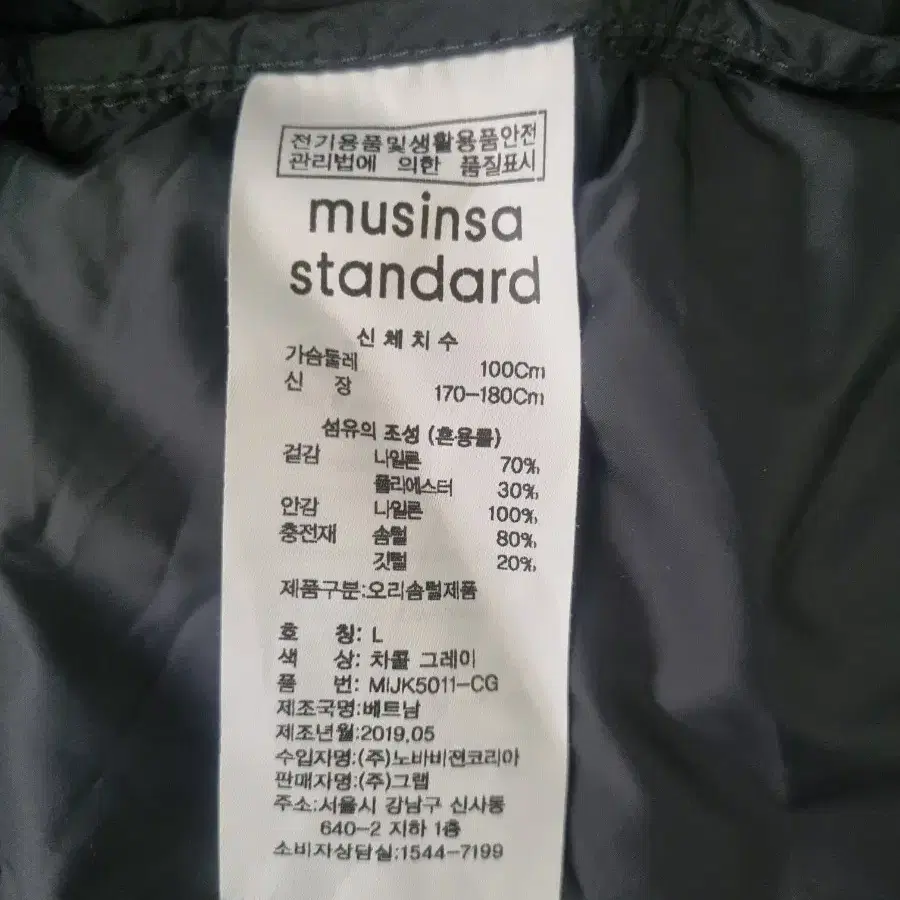 전기용품및생활용품안전
관리법에 의한 품질표시
musinsa
standard
신체치수
가슴둘레 100Cm
신 장 170-180Cm
섬유의 조성 (혼용률)
겉감 나일론 70%,
폴리에스터 30%,
안감 나일론 100%,
충전재 솜털 80%,
깃털 20%,
제품구분:오리솜털제품
호 칭: L
색 상: 차콜 그레이
품 번: MIJK5011-CG
제조국명:베트남
제조년월:2019.05
수입자명:(주)노바비젼코리아
판매자명:(주)그랩
주소:서울시 강남구 신사동
640-2 지하 1층
소비자상담실:1544-7199